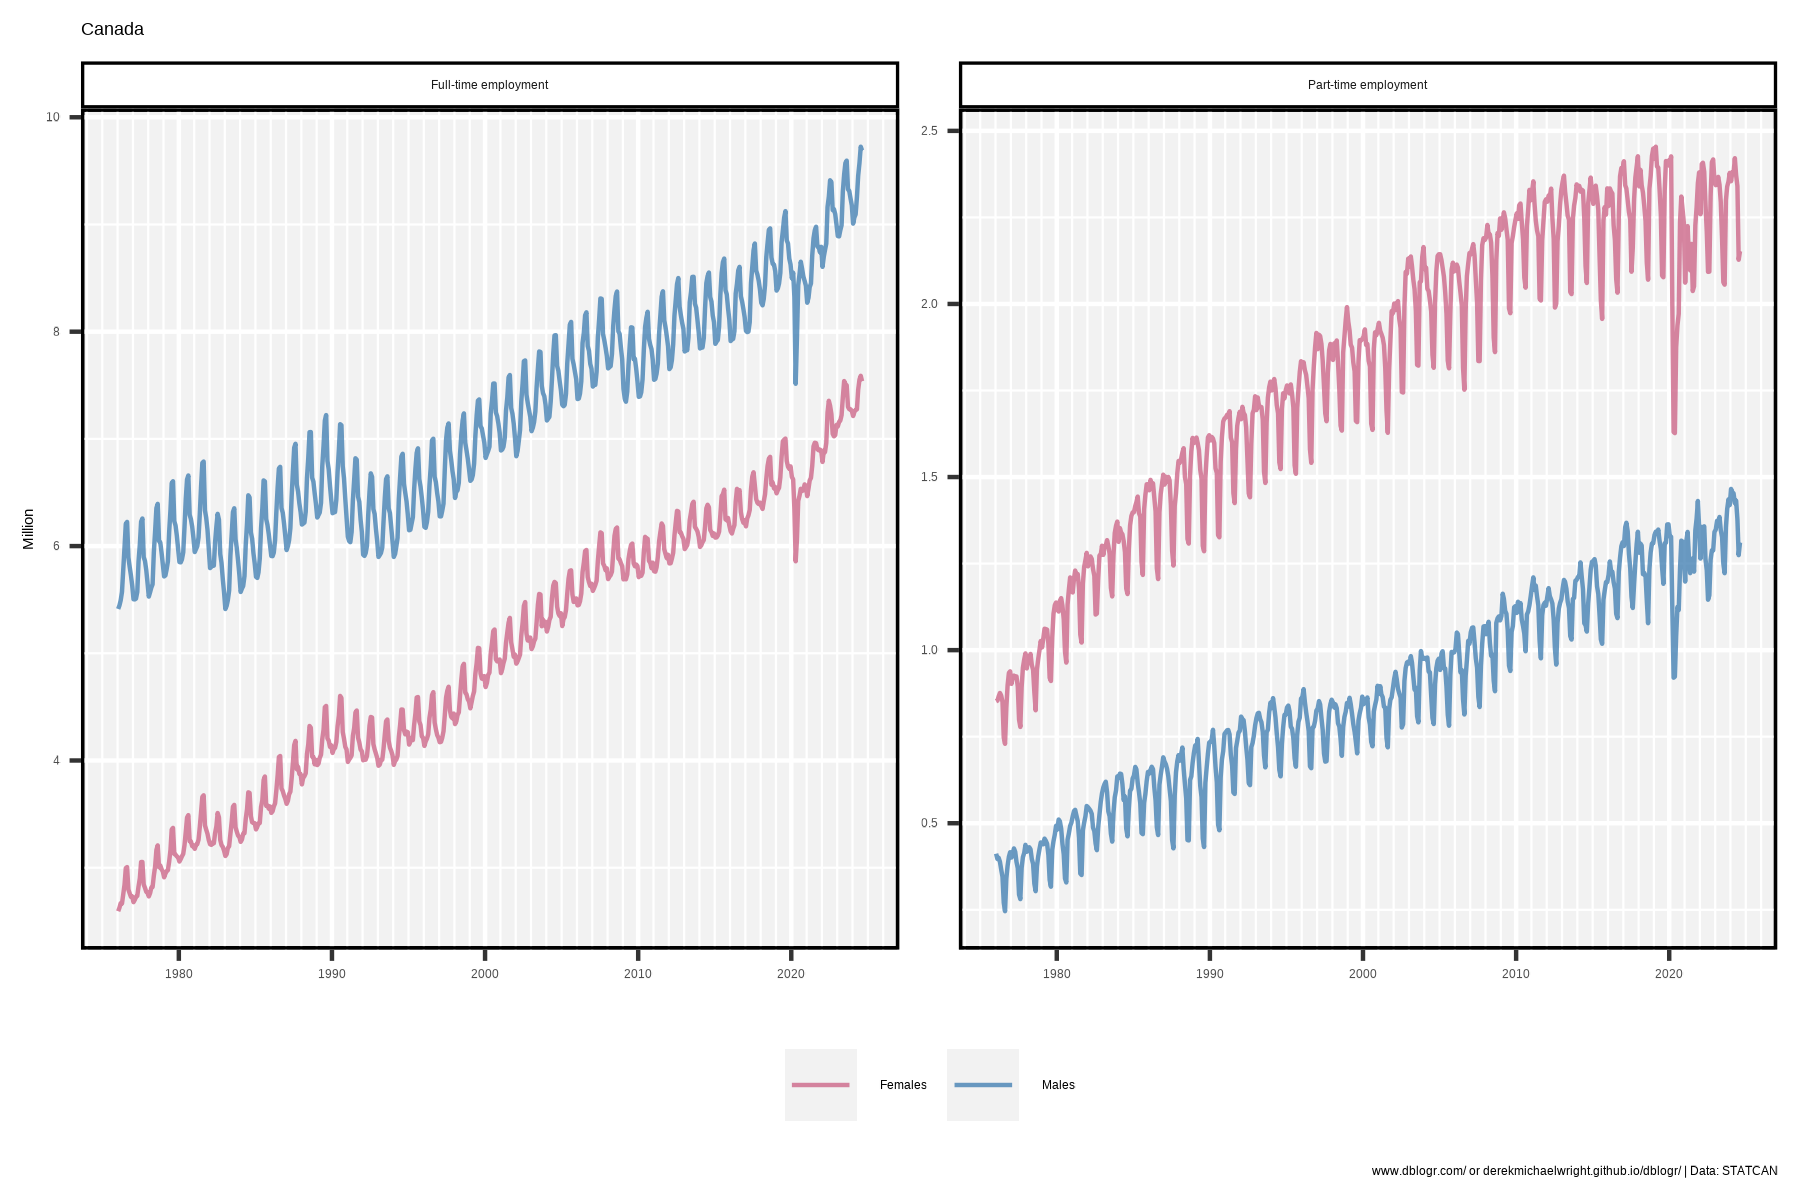 Canada
Full-time employment
Part-time employment
Million
10
8
6
4
2.5
2.0
1.5
1.0
0.5
1980 1990 2000 2010 2020
1980 1990 2000 2010 2020
Females Males
www.dblogr.com/ or derekmichaelwright.github.io/dblogr/ | Data: STATCAN